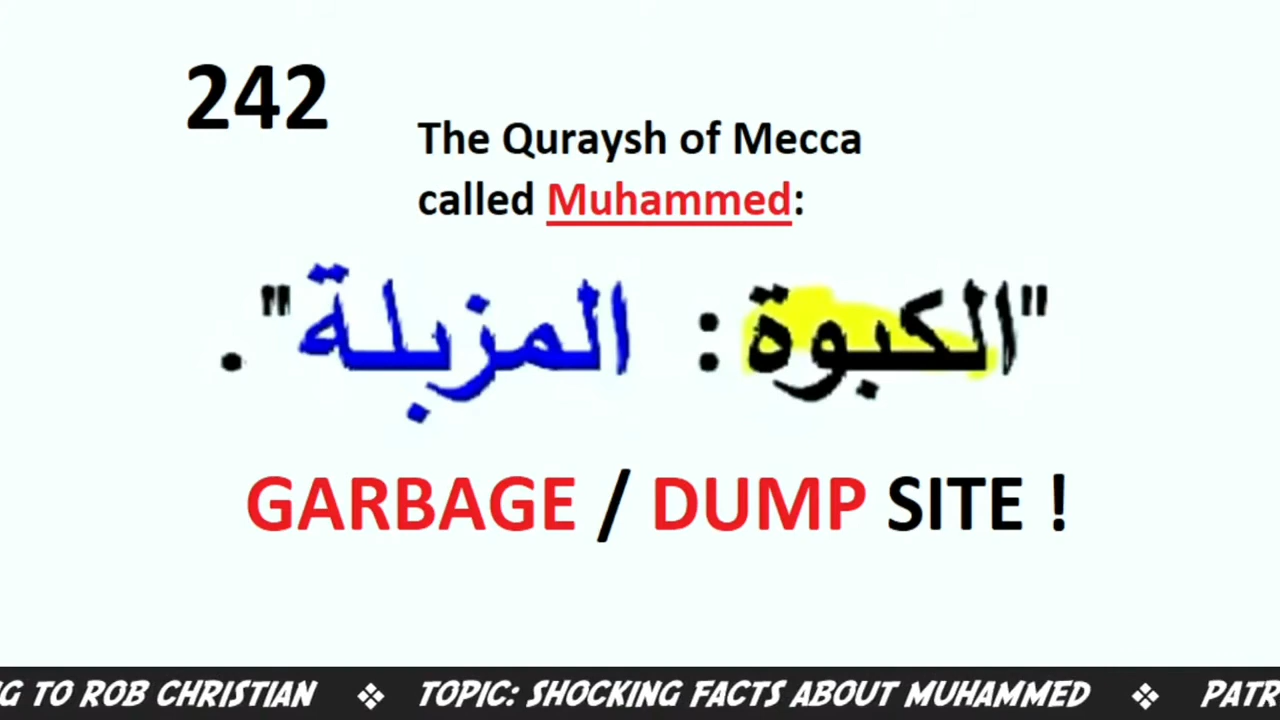 242
The Quraysh of Mecca
called Muhammed:
"الكبوة: المزبلة".
GARBAGE / DUMP SITE !
G TO ROB CHRISTIAN ❖ TOPIC: SHOCKING FACTS ABOUT MUHAMMED ❖ PATR